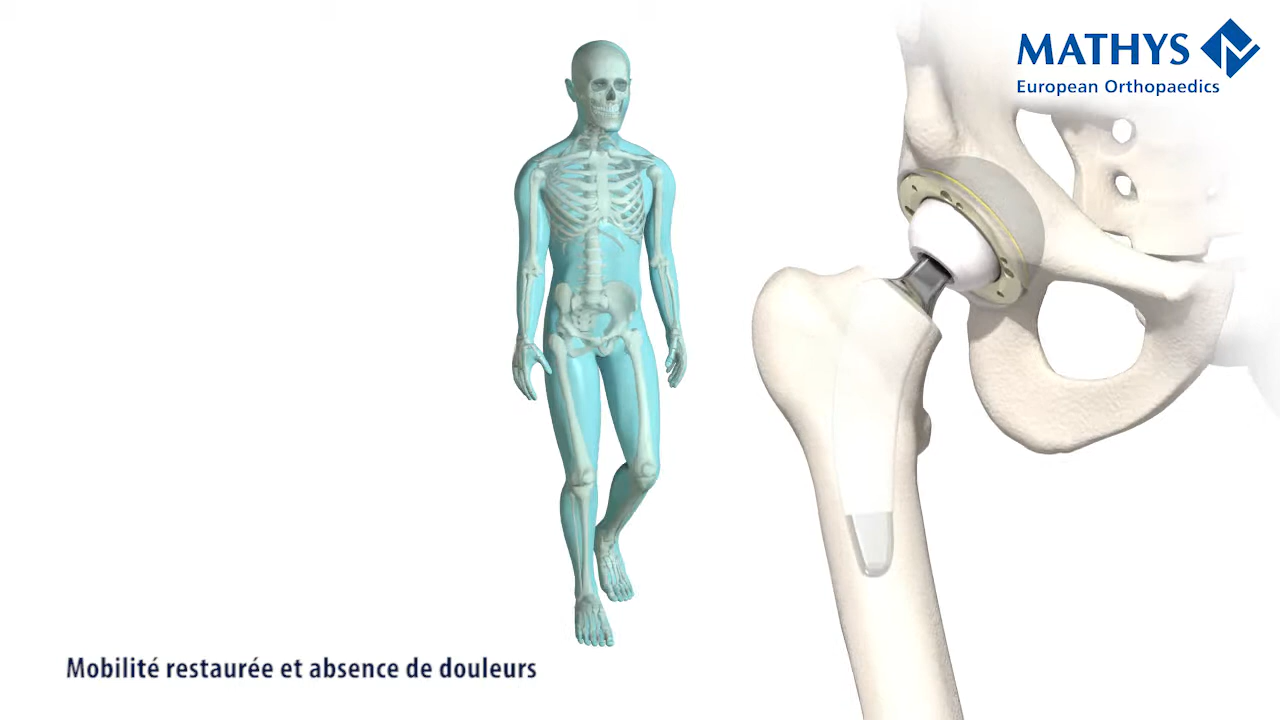 MATHYS
European Orthopaedics
Mobilité restaurée et absence de douleurs